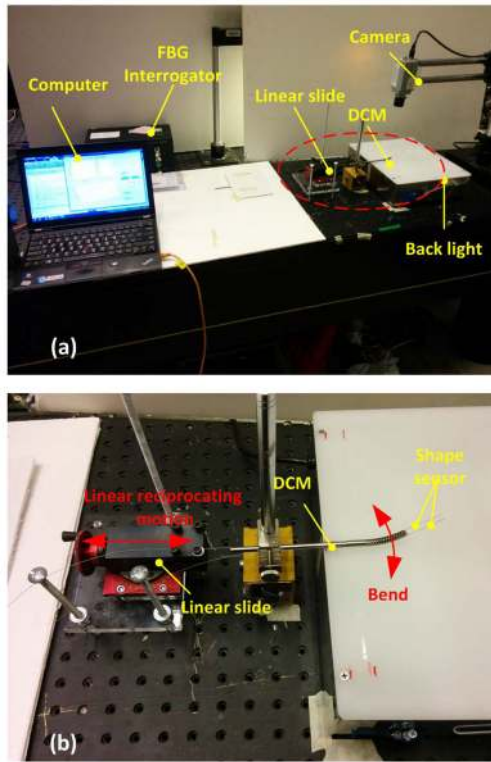 FBG
Interrogator
Camera
Computer
Linear slide
DCM
Back light
(a)
Shape
sensor
DCM
Linear reciprocating
motion
Bend
Linear slide
(b)